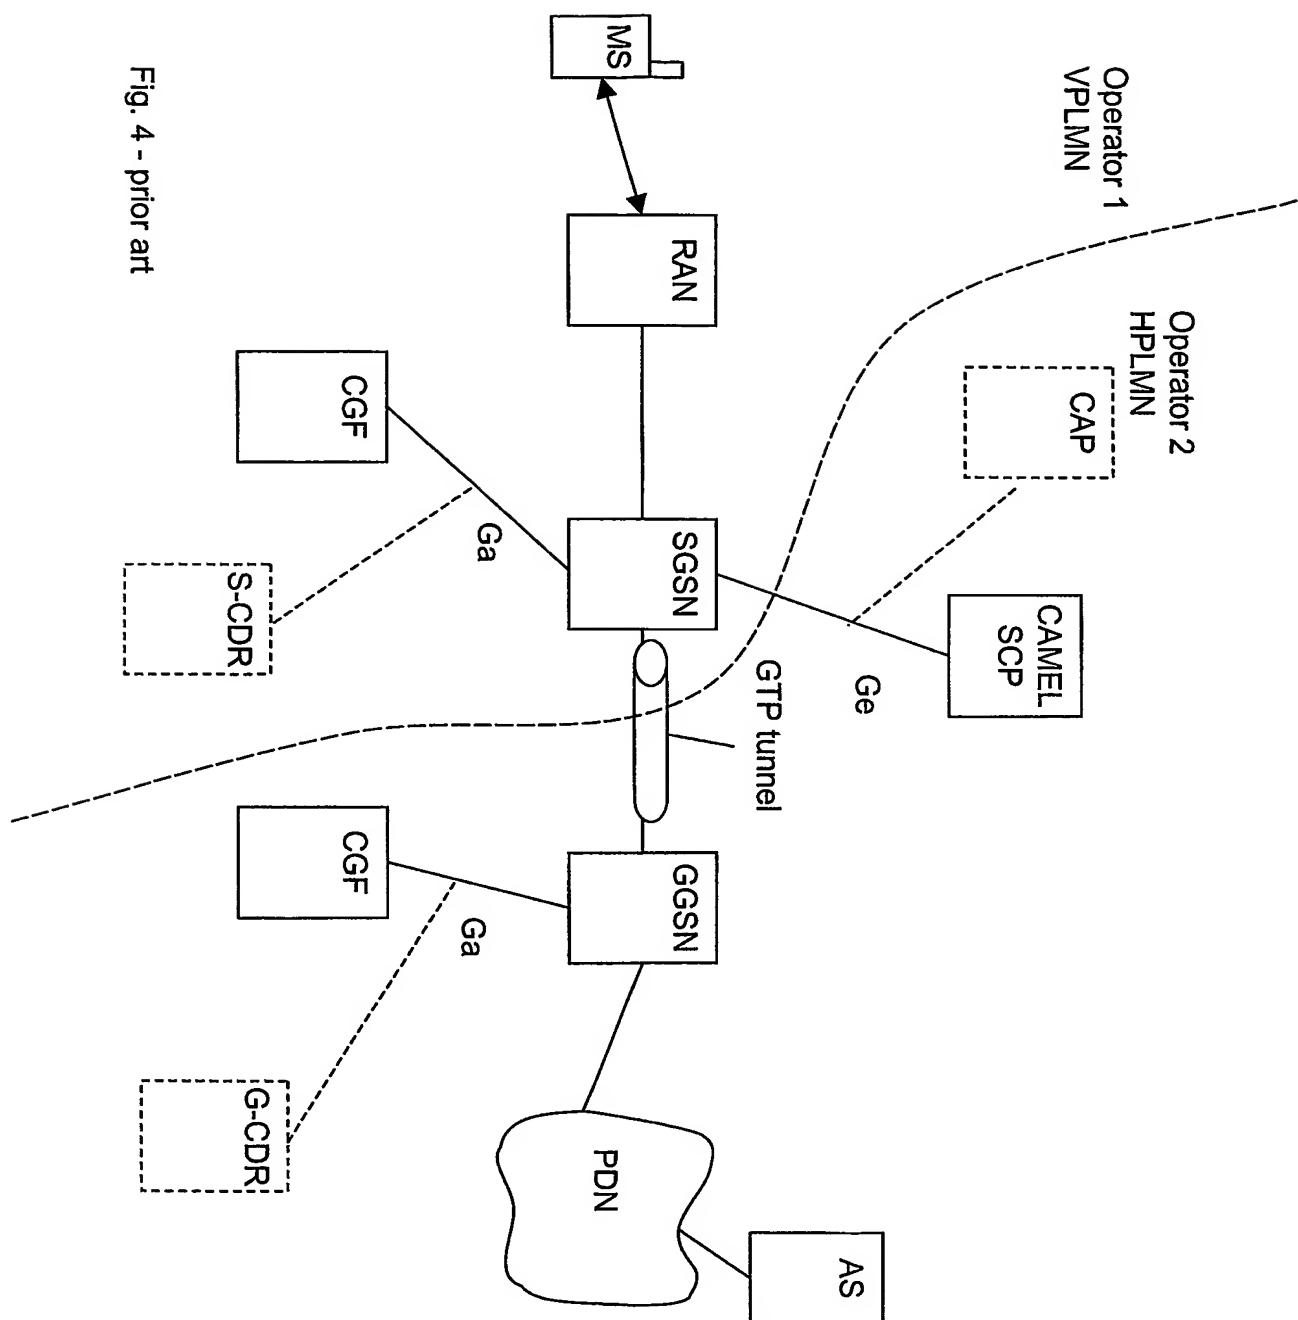 Operator 1
VPLMN
Operator 2
HPLMN
CAP
CAMEL
SCP
Ge
GTP tunnel
MS
RAN
SGSN
GGSN
PDN
AS
Ga
Ga
CGF
CGF
S-CDR
G-CDR
Fig. 4 - prior art